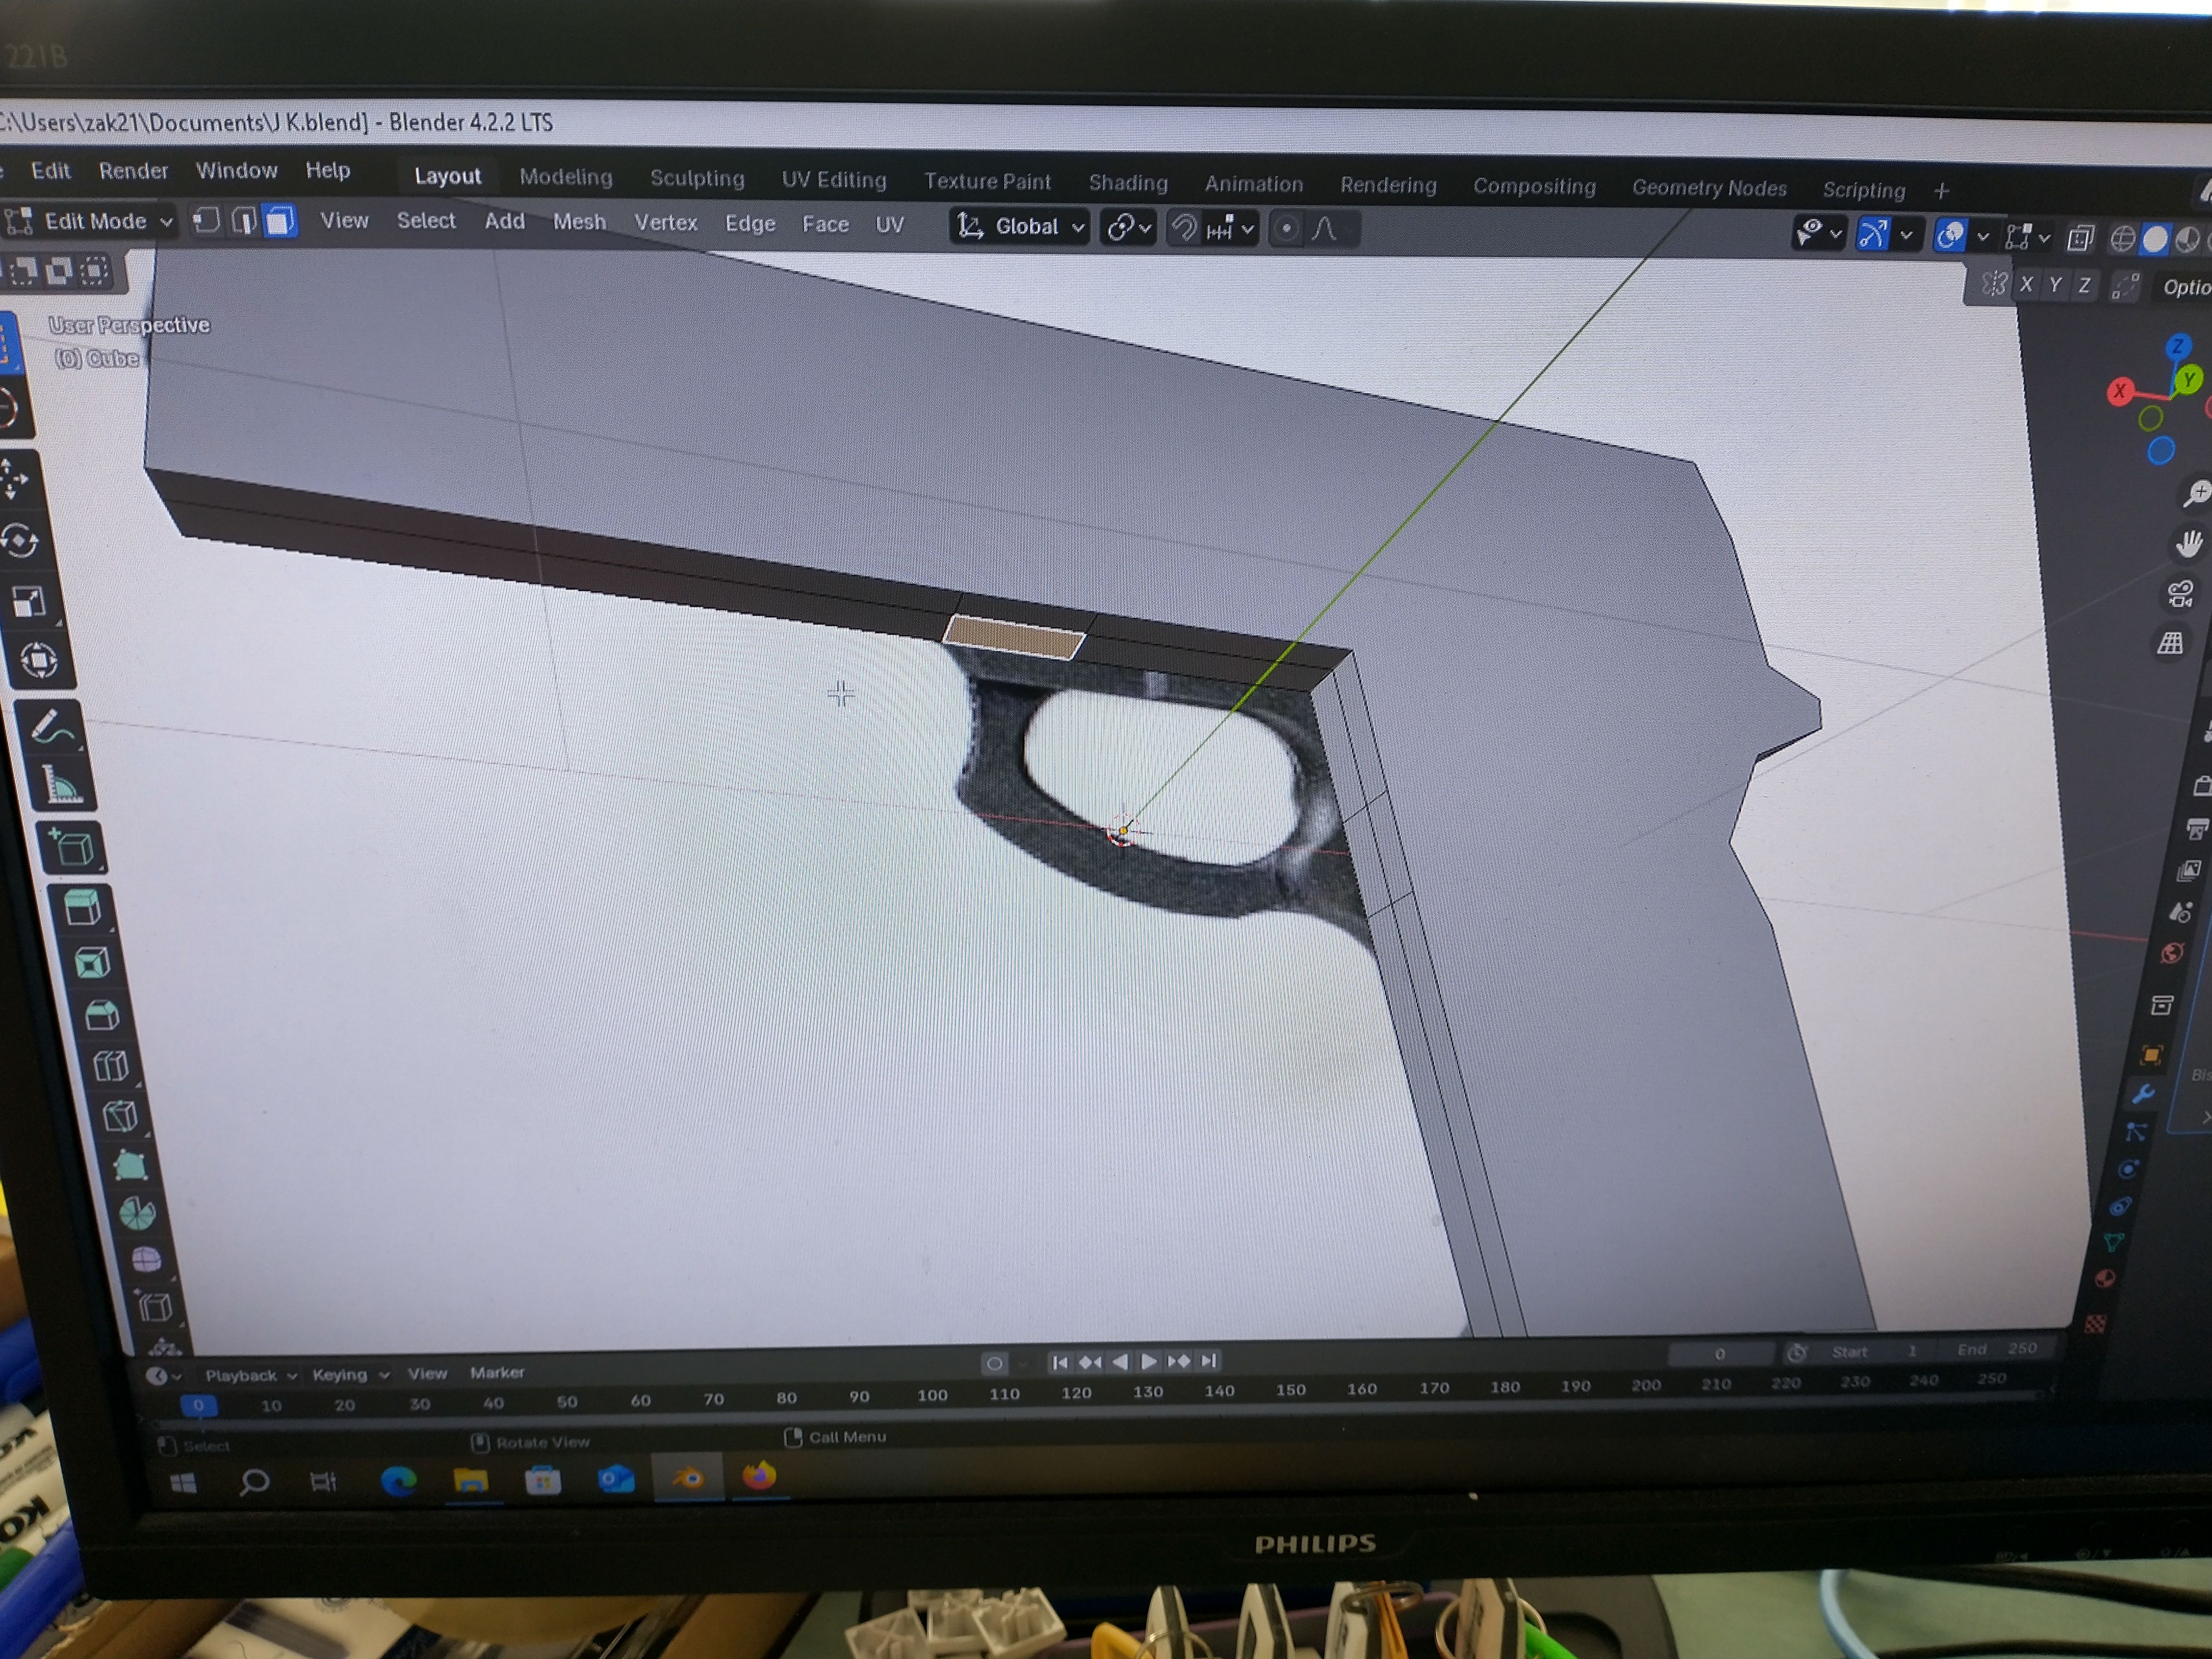 221B
C:\Users\zak21\Documents\J K.blend] - Blender 4.2.2 LTS
Edit Render Window Help Layout Modeling Sculpting UV Editing Texture Paint Shading Animation Rendering Compositing Geometry Nodes Scripting +
Edit Mode View Select Add Mesh Vertex Edge Face UV Global
X Y Z Optio
User Perspective
(0) Cube
Z
Y
X
Bis
Playback Keying View Marker 0 Start 1 End 250
0 10 20 30 40 50 60 70 80 90 100 110 120 130 140 150 160 170 180 190 200 210 220 230 240 250
Select Rotate View Call Menu
PHILIPS